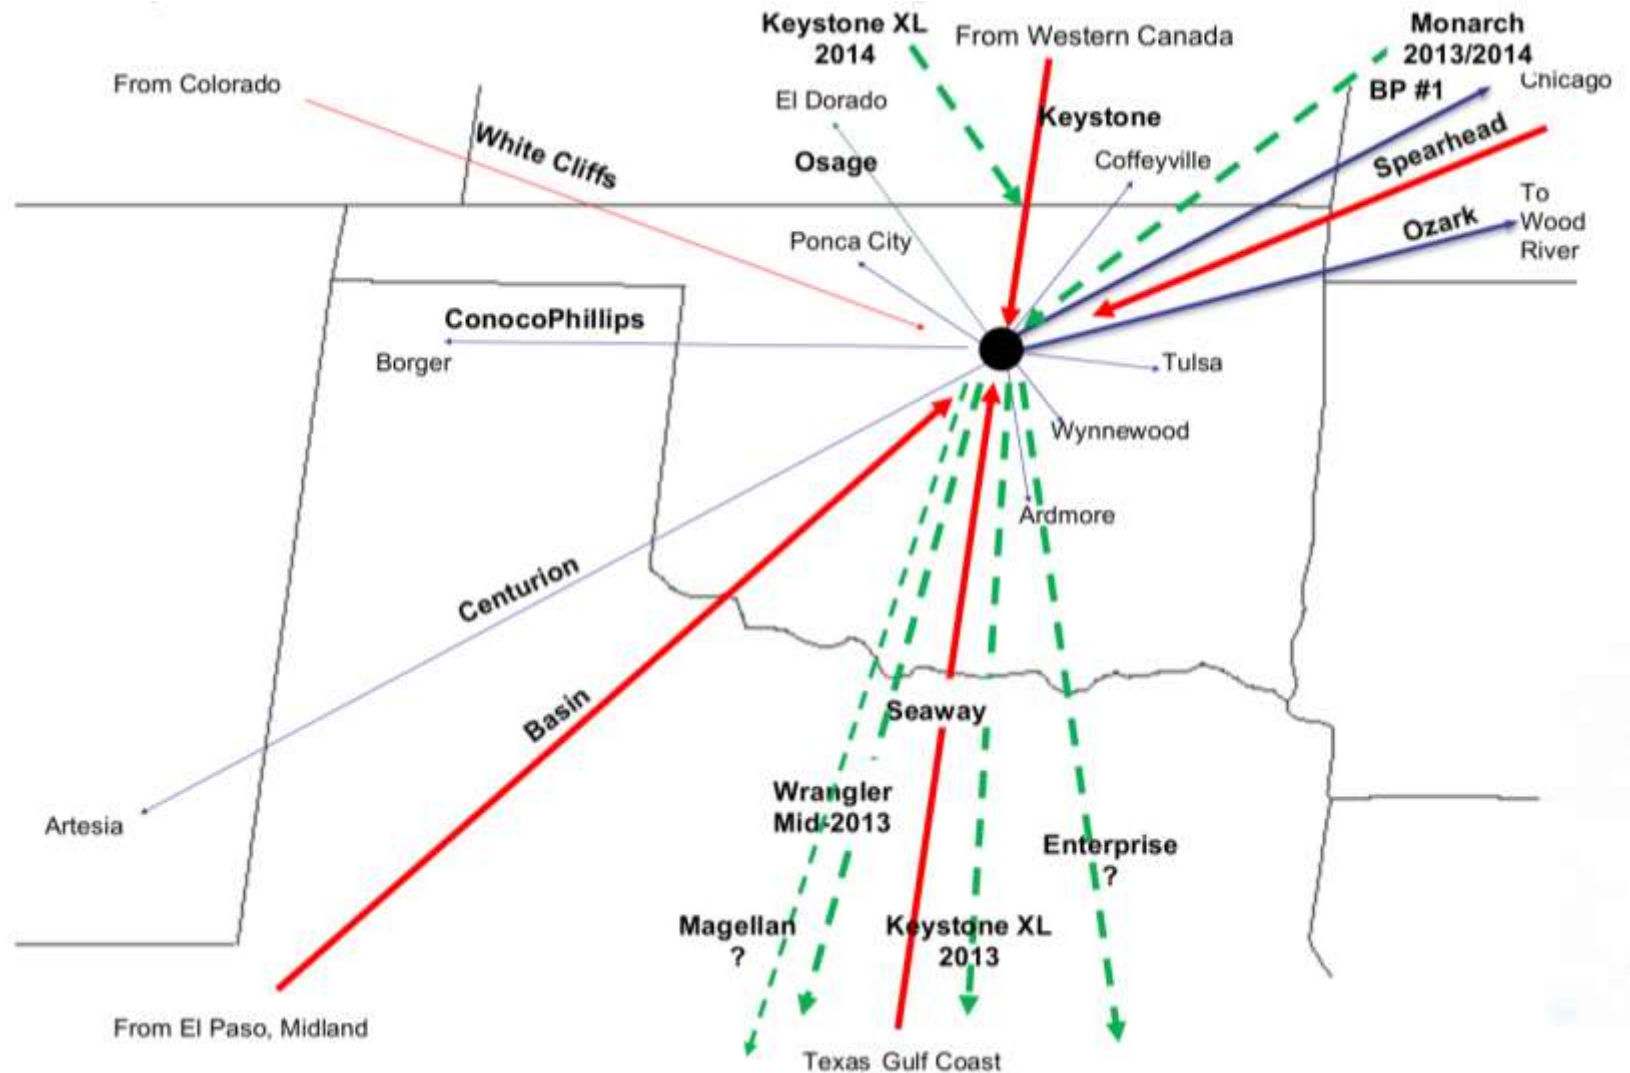 Keystone XL
2014
From Western Canada
Monarch
2013/2014
From Colorado
El Dorado
BP #1
Chicago
Keystone
White Cliffs
Osage
Coffeyville
Spearhead
To
Wood
River
Ozark
Ponca City
ConocoPhillips
Borger
Tulsa
Wynnewood
Ardmore
Centurion
Basin
Seaway
Wrangler
Mid-2013
Artesia
Enterprise
?
Magellan
?
Keystone XL
2013
From El Paso, Midland
Texas Gulf Coast